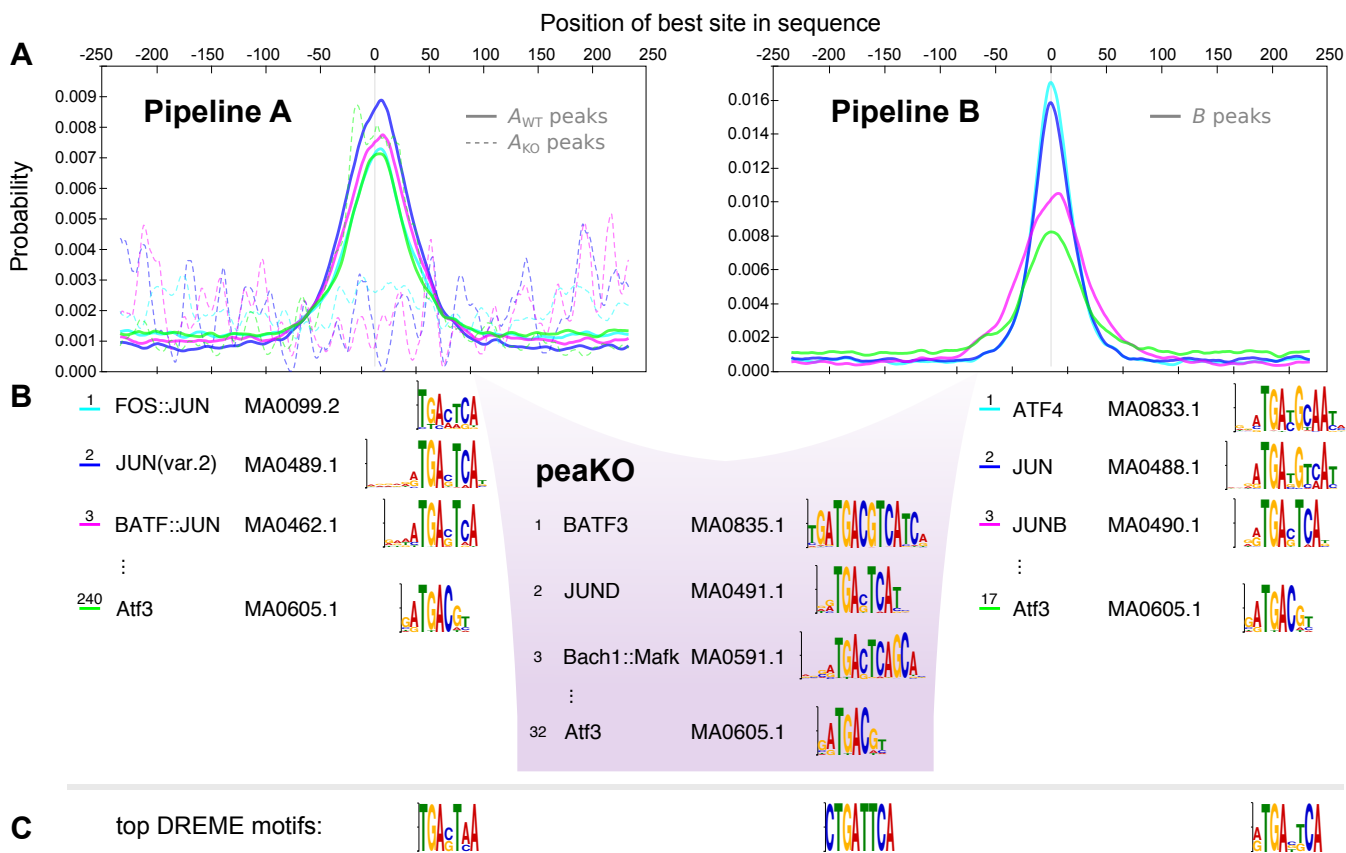 Position of best site in sequence
A
-250 -200 -150 -100 -50 0 50 100 150 200 250
-250 -200 -150 -100 -50 0 50 100 150 200 250
Probability
0.009
0.008
0.007
0.006
0.005
0.004
0.003
0.002
0.001
0.000
Pipeline A
A_WT peaks
A_KO peaks
0.016
0.014
0.012
0.010
0.008
0.006
0.004
0.002
0.000
Pipeline B
B peaks
B
1 FOS::JUN MA0099.2
2 JUN(var.2) MA0489.1
3 BATF::JUN MA0462.1
⋮
240 Atf3 MA0605.1
peaKO
1 BATF3 MA0835.1 TGATGACGTCATCA
2 JUND MA0491.1
3 Bach1::Mafk MA0591.1
⋮
32 Atf3 MA0605.1
1 ATF4 MA0833.1
2 JUN MA0488.1
3 JUNB MA0490.1
⋮
17 Atf3 MA0605.1
C
top DREME motifs: CTGATTCA